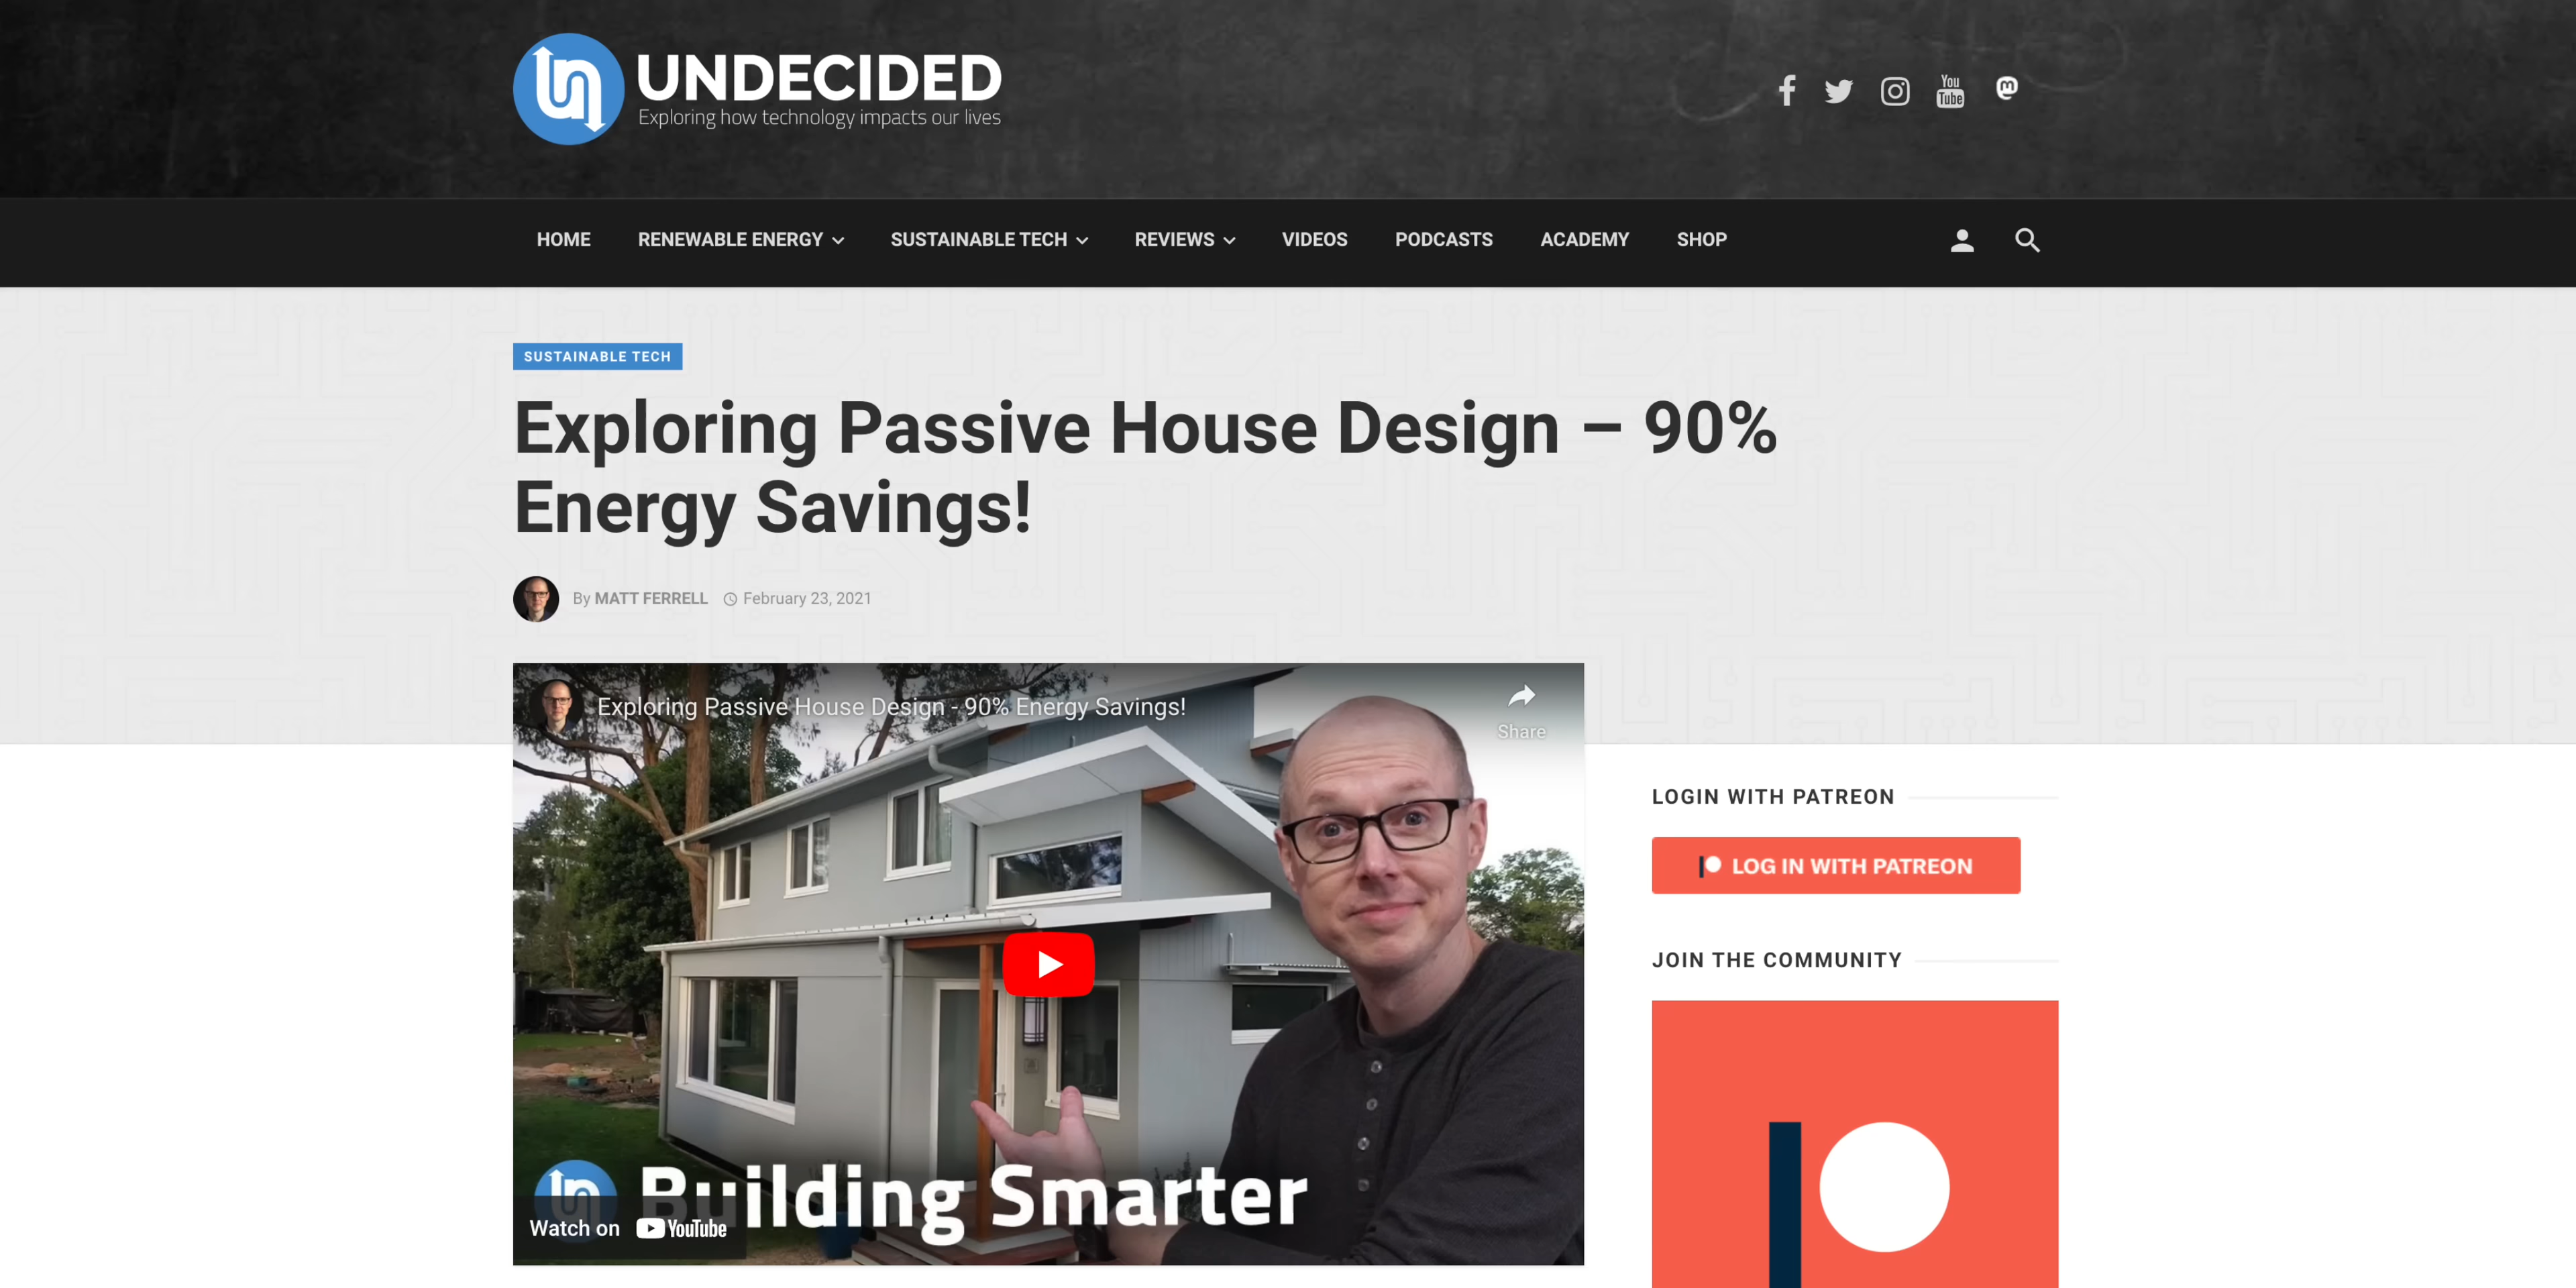 UNDECIDED
Exploring how technology impacts our lives
You
Tube
HOME
RENEWABLE ENERGY
SUSTAINABLE TECH
REVIEWS
VIDEOS
PODCASTS
ACADEMY
SHOP
SUSTAINABLE TECH
Exploring Passive House Design – 90%
Energy Savings!
By MATT FERRELL
February 23, 2021
Exploring Passive House Design - 90% Energy Savings!
Share
Building Smarter
Watch on YouTube
LOGIN WITH PATREON
LOG IN WITH PATREON
JOIN THE COMMUNITY